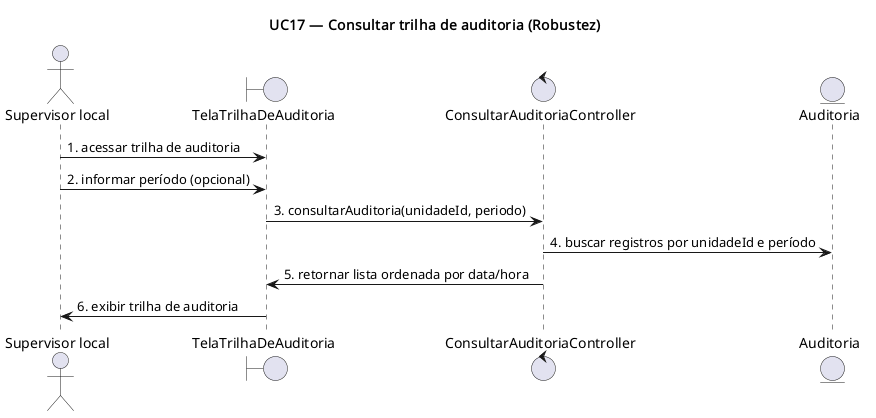 UC17 — Consultar trilha de auditoria (Robustez)
Supervisor local
TelaTrilhaDeAuditoria
ConsultarAuditoriaController
Auditoria
1. acessar trilha de auditoria
2. informar período (opcional)
3. consultarAuditoria(unidadeId, periodo)
4. buscar registros por unidadeId e período
5. retornar lista ordenada por data/hora
6. exibir trilha de auditoria
Supervisor local
TelaTrilhaDeAuditoria
ConsultarAuditoriaController
Auditoria